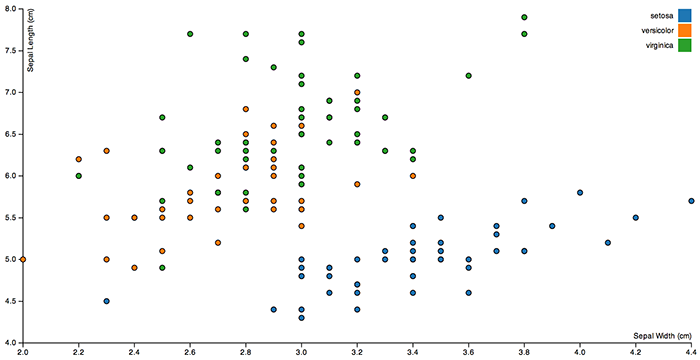 8.0
7.5
7.0
6.5
6.0
5.5
5.0
4.5
4.0
Sepal Length (cm)
setosa
versicolor
virginica
Sepal Width (cm)
2.0 2.2 2.4 2.6 2.8 3.0 3.2 3.4 3.6 3.8 4.0 4.2 4.4